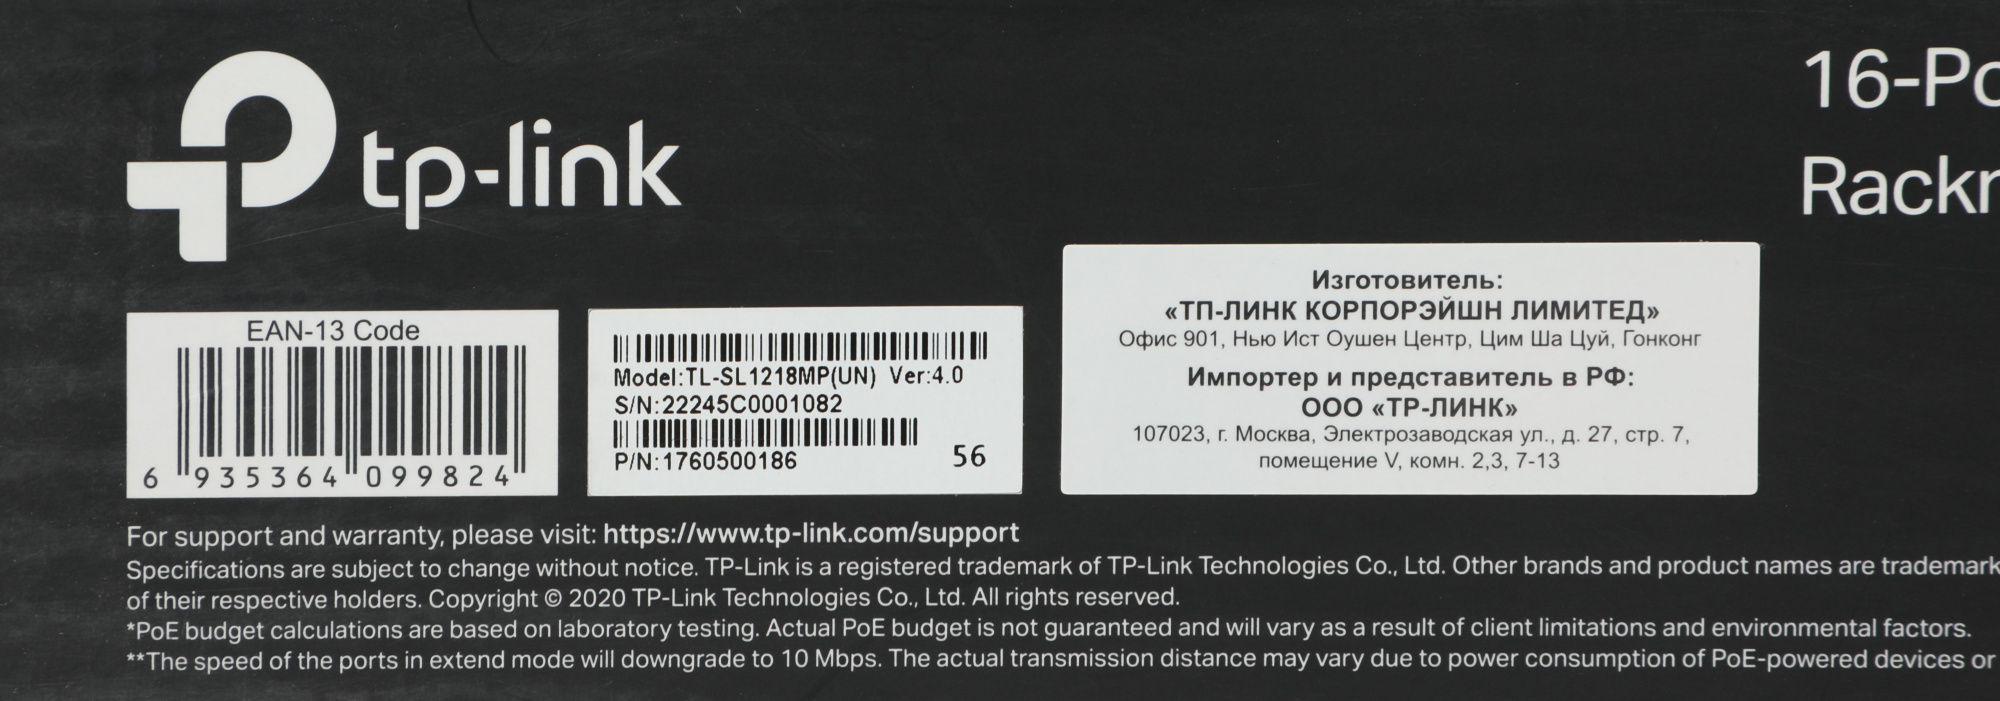 tp-link
16-Po
Rackm
EAN-13 Code
6 935364 099824
Model:TL-SL1218MP(UN) Ver:4.0
S/N:22245C0001082
P/N:1760500186
56
Изготовитель:
«ТП-ЛИНК КОРПОРЭЙШН ЛИМИТЕД»
Офис 901, Нью Ист Оушен Центр, Цим Ша Цуй, Гонконг
Импортер и представитель в РФ:
ООО «ТР-ЛИНК»
107023, г. Москва, Электрозаводская ул., д. 27, стр. 7,
помещение V, комн. 2,3, 7-13
For support and warranty, please visit: https://www.tp-link.com/support
Specifications are subject to change without notice. TP-Link is a registered trademark of TP-Link Technologies Co., Ltd. Other brands and product names are trademark
of their respective holders. Copyright © 2020 TP-Link Technologies Co., Ltd. All rights reserved.
*PoE budget calculations are based on laboratory testing. Actual PoE budget is not guaranteed and will vary as a result of client limitations and environmental factors.
**The speed of the ports in extend mode will downgrade to 10 Mbps. The actual transmission distance may vary due to power consumption of PoE-powered devices or